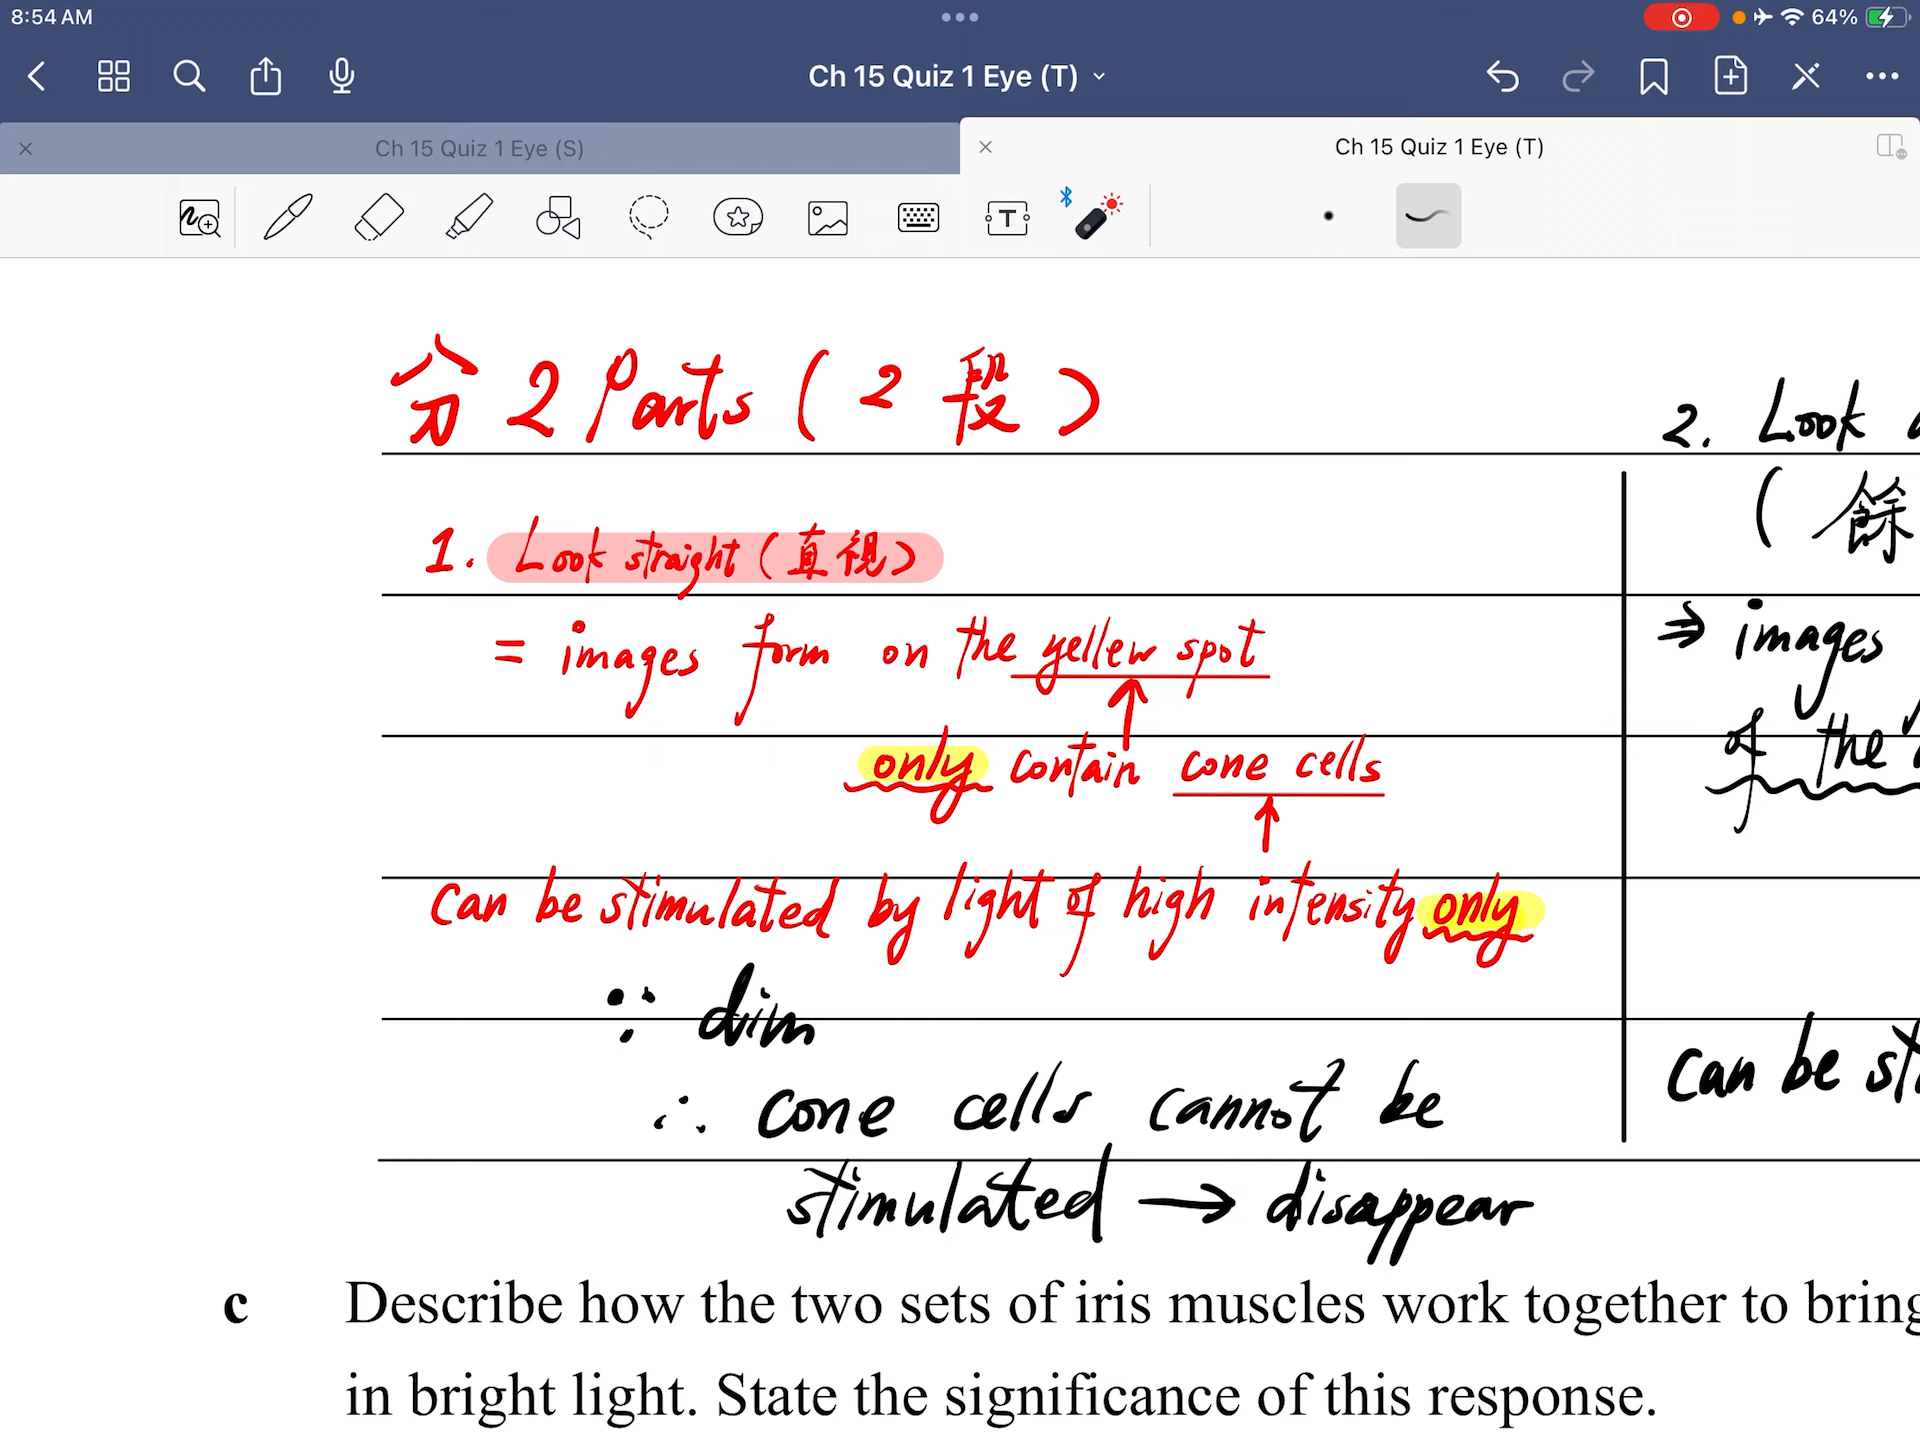 8:54 AM
64%
Ch 15 Quiz 1 Eye (T)
Ch 15 Quiz 1 Eye (S)
Ch 15 Quiz 1 Eye (T)
T
分 2 Parts ( 2 段 )
1. Look straight (直視)
= images form on the yellow spot
only contain cone cells
can be stimulated by light of high intensity only
∵ dim
∴ cone cells cannot be
stimulated → disappear
2. Look
( 餘
⇒ images
of the
can be
c Describe how the two sets of iris muscles work together to bring
in bright light. State the significance of this response.